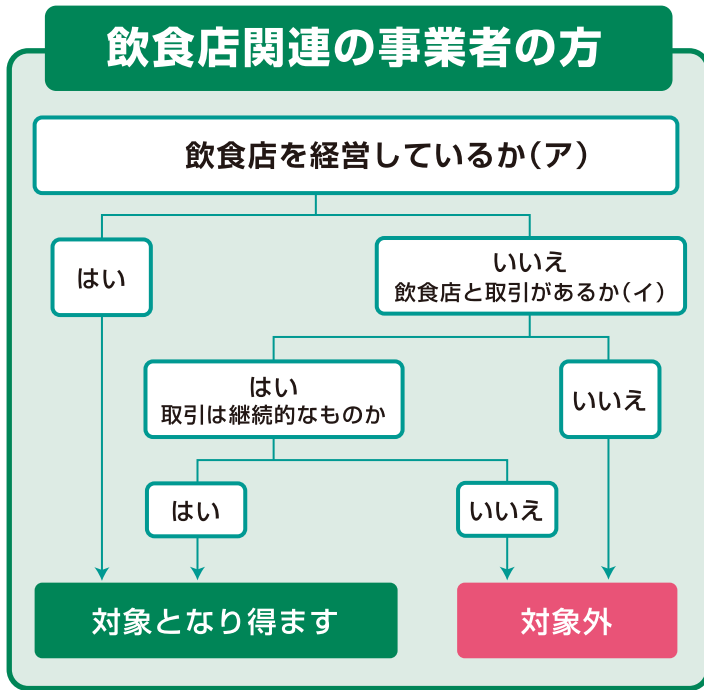 飲食店関連の事業者の方
飲食店を経営しているか(ア)
はい
いいえ
飲食店と取引があるか(イ)
はい
取引は継続的なものか
いいえ
はい
いいえ
対象となり得ます
対象外